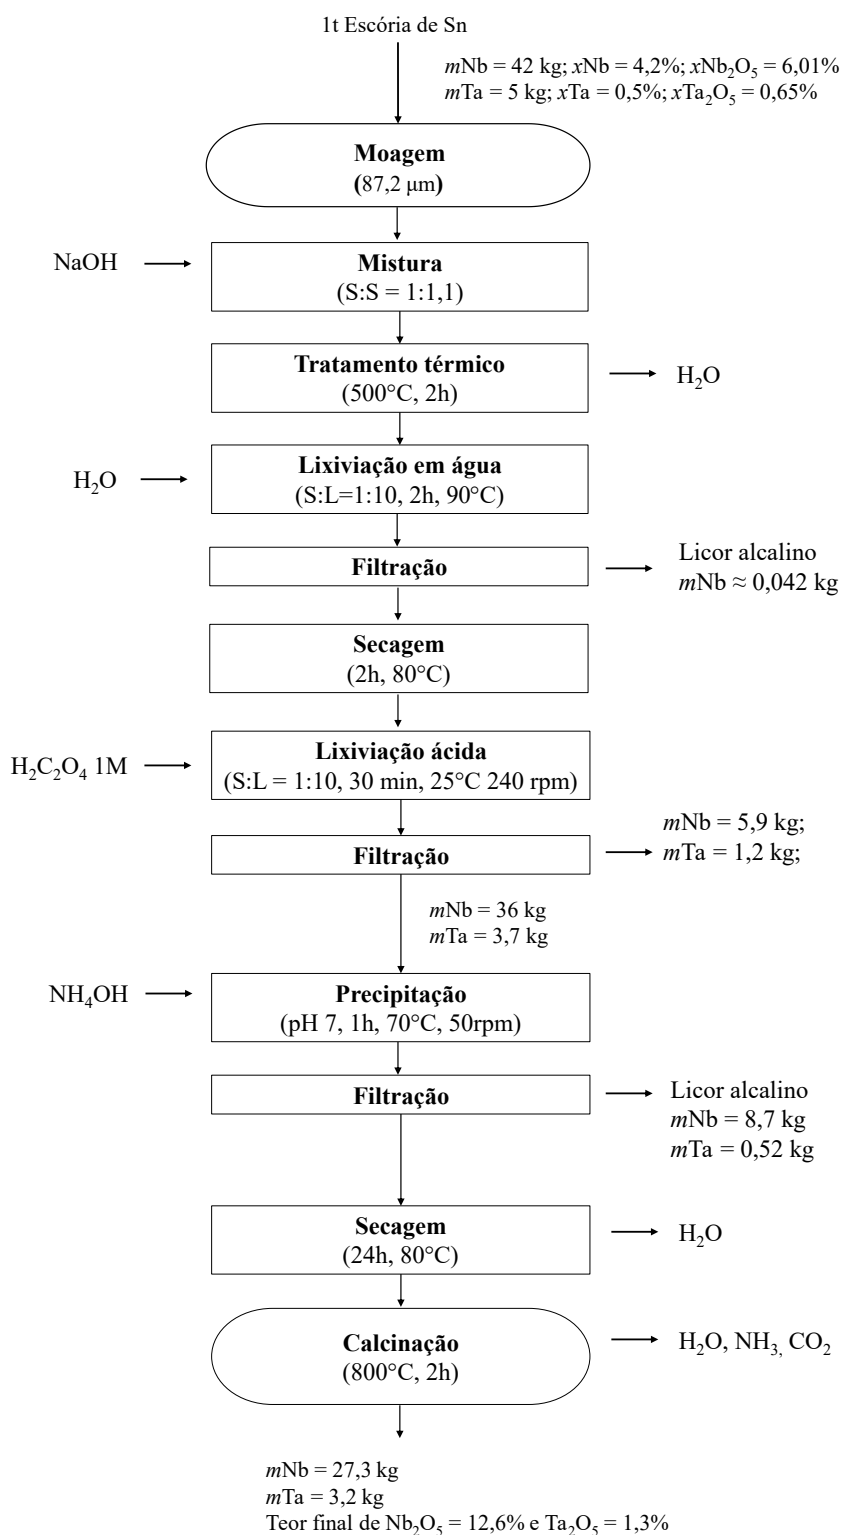 1t Escória de Sn
mNb = 42 kg; xNb = 4,2%; xNb₂O₅ = 6,01%
mTa = 5 kg; xTa = 0,5%; xTa₂O₅ = 0,65%
Moagem
(87,2 μm)
NaOH
Mistura
(S:S = 1:1,1)
Tratamento térmico
(500°C, 2h)
H₂O
H₂O
Lixiviação em água
(S:L=1:10, 2h, 90°C)
Filtração
Licor alcalino
mNb ≈ 0,042 kg
Secagem
(2h, 80°C)
H₂C₂O₄ 1M
Lixiviação ácida
(S:L = 1:10, 30 min, 25°C 240 rpm)
Filtração
mNb = 5,9 kg;
mTa = 1,2 kg;
mNb = 36 kg
mTa = 3,7 kg
NH₄OH
Precipitação
(pH 7, 1h, 70°C, 50rpm)
Filtração
Licor alcalino
mNb = 8,7 kg
mTa = 0,52 kg
Secagem
(24h, 80°C)
H₂O
Calcinação
(800°C, 2h)
H₂O, NH₃, CO₂
mNb = 27,3 kg
mTa = 3,2 kg
Teor final de Nb₂O₅ = 12,6% e Ta₂O₅ = 1,3%